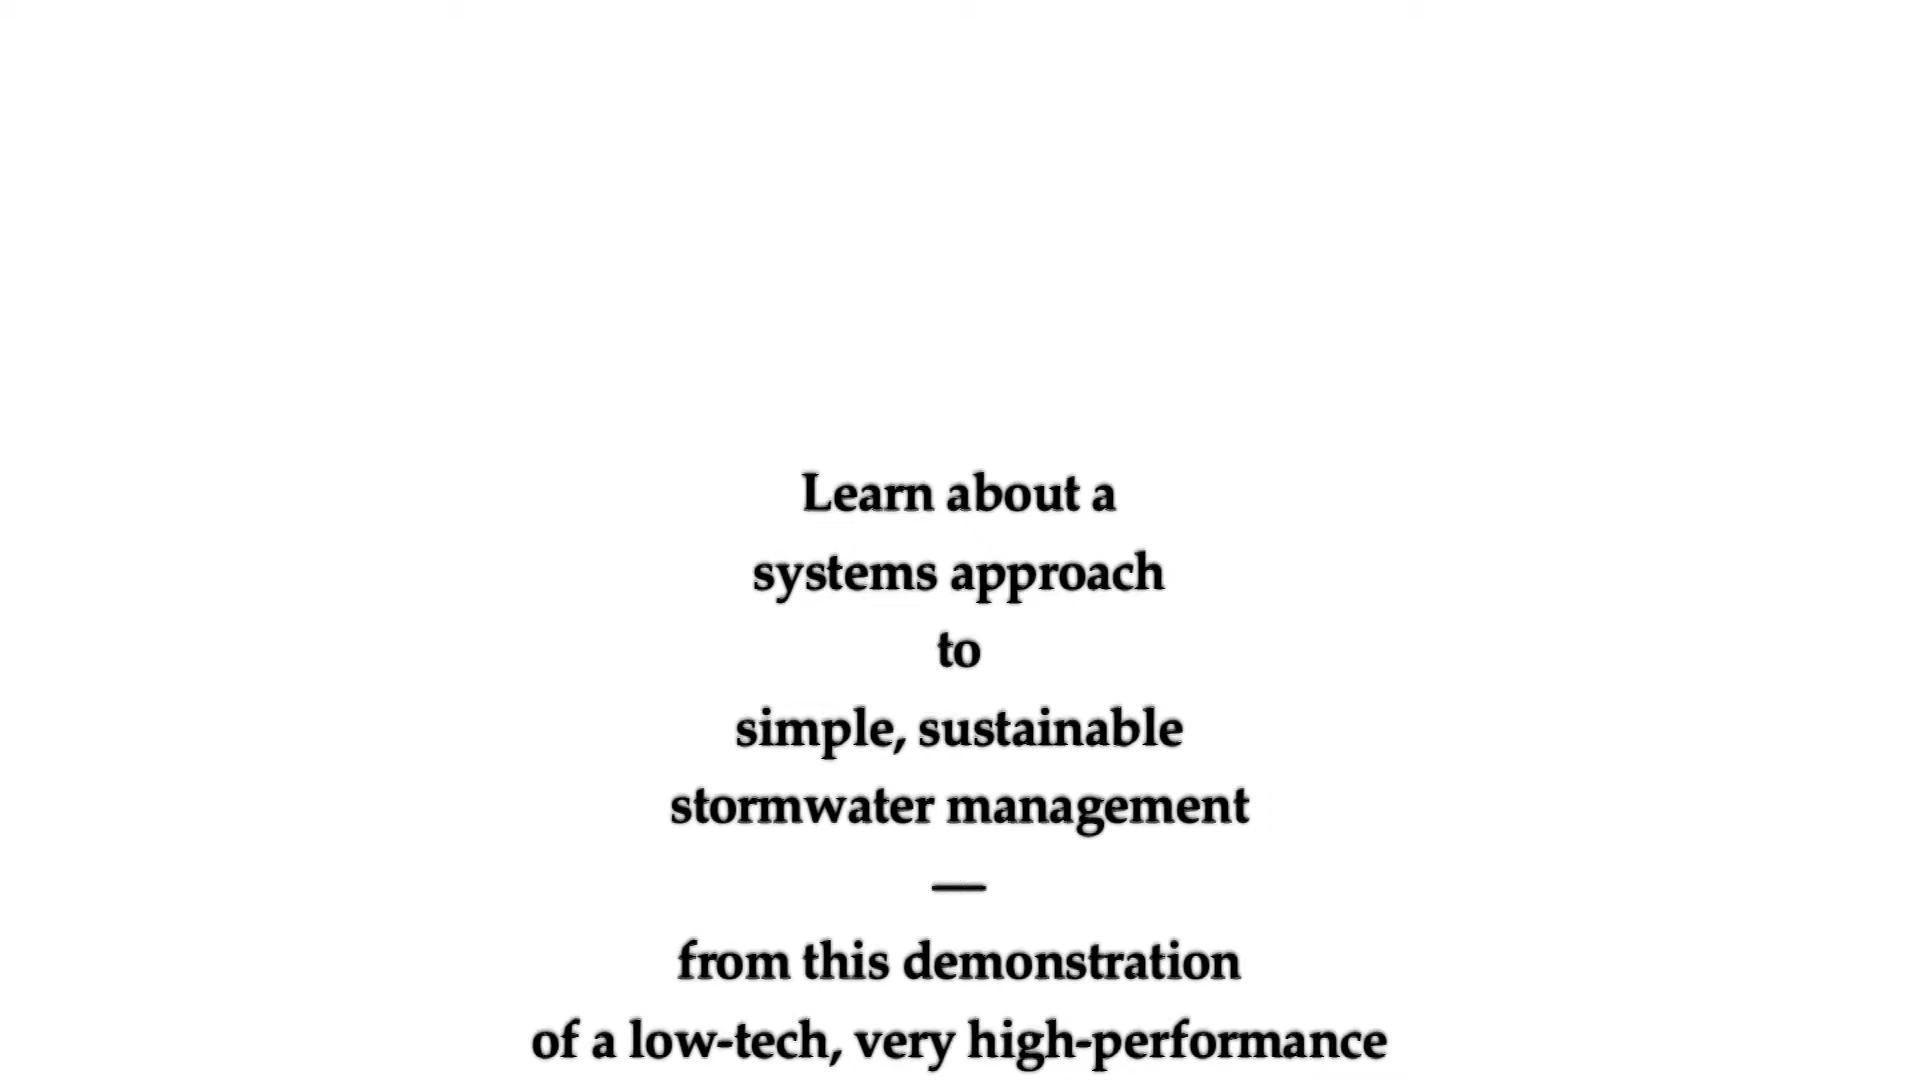 Learn about a
systems approach
to
simple, sustainable
stormwater management
—
from this demonstration
of a low-tech, very high-performance